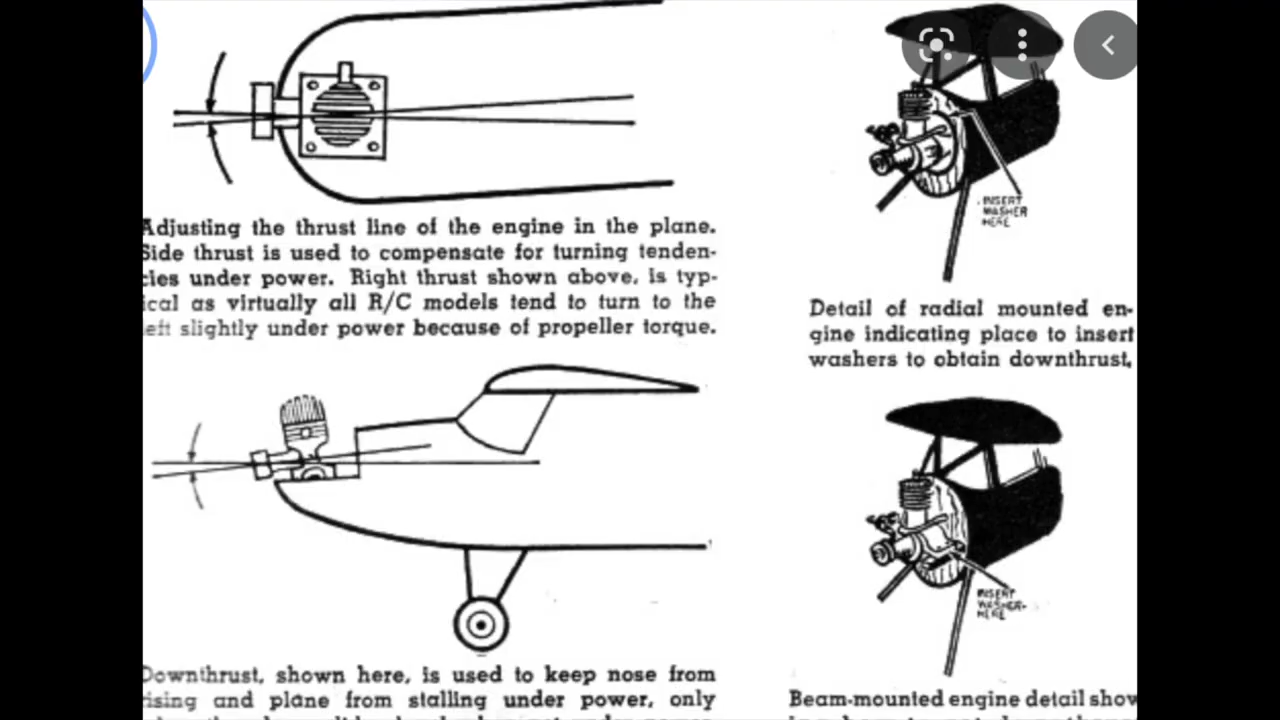 Adjusting the thrust line of the engine in the plane.
Side thrust is used to compensate for turning tenden-
cies under power. Right thrust shown above, is typ-
ical as virtually all R/C models tend to turn to the
left slightly under power because of propeller torque.
INSERT
WASHER
HERE
Detail of radial mounted en-
gine indicating place to insert
washers to obtain downthrust,
Downthrust, shown here, is used to keep nose from
rising and plane from stalling under power, only
INSERT
WASHER-
HERE
Beam-mounted engine detail show